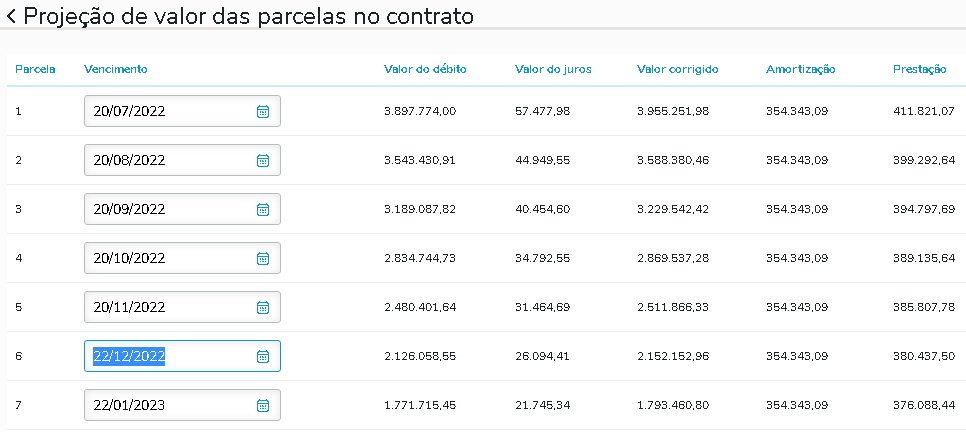 Projeção de valor das parcelas no contrato
Parcela Vencimento Valor do débito Valor do juros Valor corrigido Amortização Prestação
1 20/07/2022 3.897.774,00 57.477,98 3.955.251,98 354.343,09 411.821,07
2 20/08/2022 3.543.430,91 44.949,55 3.588.380,46 354.343,09 399.292,64
3 20/09/2022 3.189.087,82 40.454,60 3.229.542,42 354.343,09 394.797,69
4 20/10/2022 2.834.744,73 34.792,55 2.869.537,28 354.343,09 389.135,64
5 20/11/2022 2.480.401,64 31.464,69 2.511.866,33 354.343,09 385.807,78
6 22/12/2022 2.126.058,55 26.094,41 2.152.152,96 354.343,09 380.437,50
7 22/01/2023 1.771.715,45 21.745,34 1.793.460,80 354.343,09 376.088,44